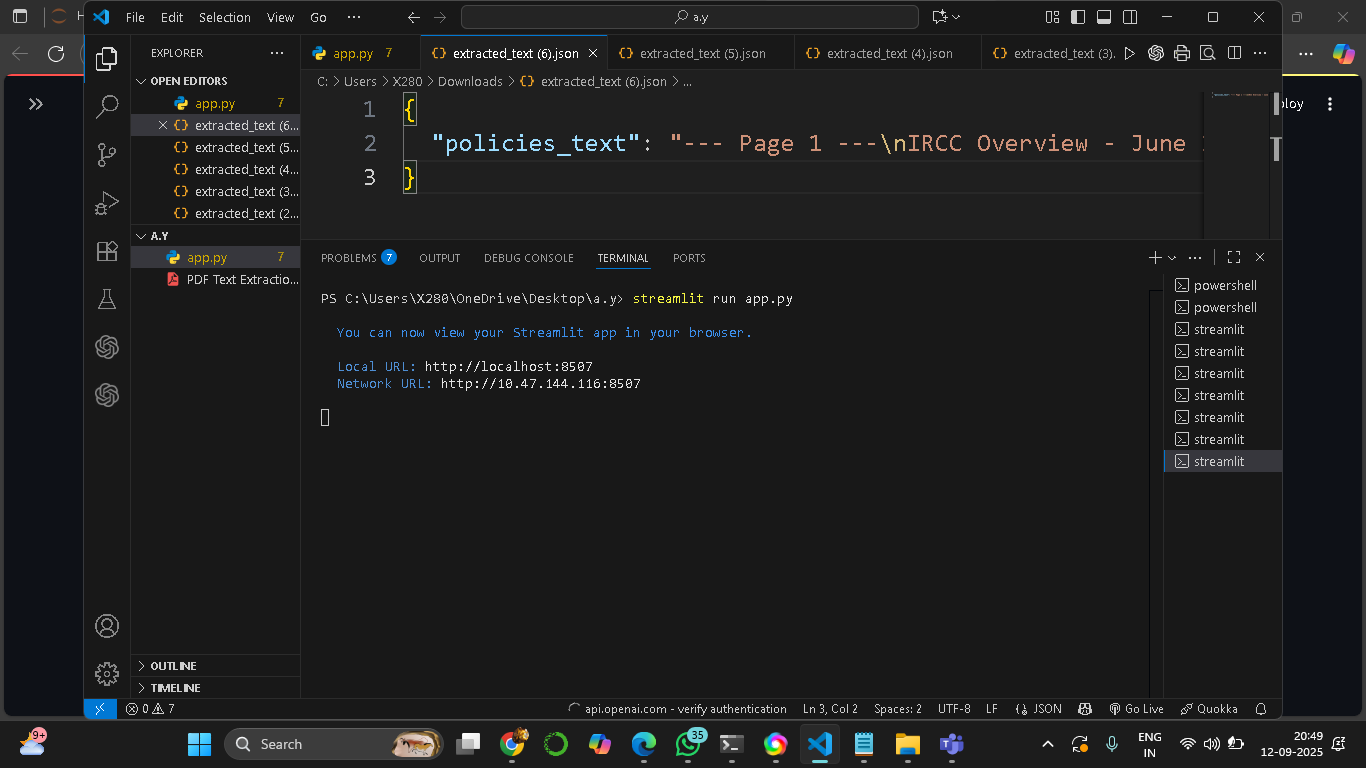 File Edit Selection View Go ··· a.y
EXPLORER
OPEN EDITORS
app.py 7
extracted_text (6...
extracted_text (5...
extracted_text (4...
extracted_text (3...
extracted_text (2...
A.Y
app.py 7
PDF Text Extractio...
OUTLINE
TIMELINE
app.py 7 extracted_text (6).json extracted_text (5).json extracted_text (4).json extracted_text (3).
C: > Users > X280 > Downloads > extracted_text (6).json > ...
1 {
2 "policies_text": "--- Page 1 ---\nIRCC Overview - June
3 }
PROBLEMS 7 OUTPUT DEBUG CONSOLE TERMINAL PORTS
PS C:\Users\X280\OneDrive\Desktop\a.y> streamlit run app.py
You can now view your Streamlit app in your browser.
Local URL: http://localhost:8507
Network URL: http://10.47.144.116:8507
powershell
powershell
streamlit
streamlit
streamlit
streamlit
streamlit
streamlit
streamlit
0 7 api.openai.com - verify authentication Ln 3, Col 2 Spaces: 2 UTF-8 LF JSON Go Live Quokka
9+ Search 35 ENG IN 20:49 12-09-2025